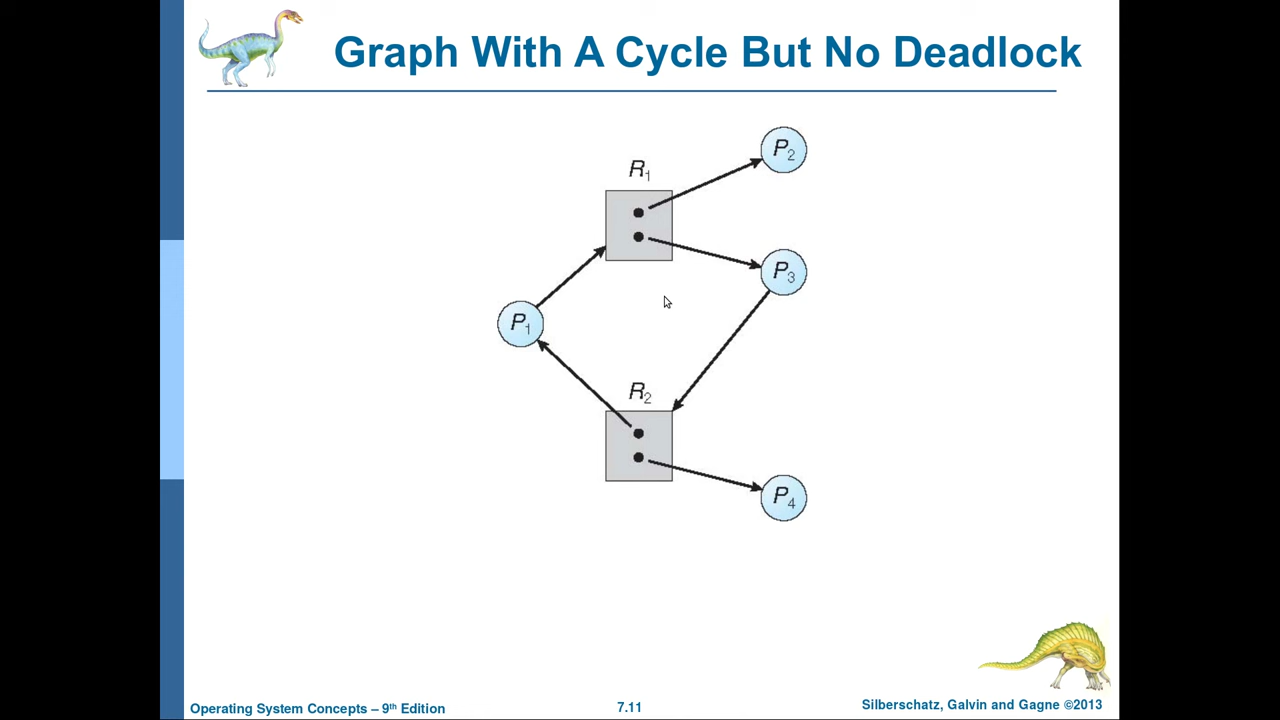 Graph With A Cycle But No Deadlock
P2
R1
P3
P1
R2
P4
Operating System Concepts – 9th Edition
7.11
Silberschatz, Galvin and Gagne ©2013